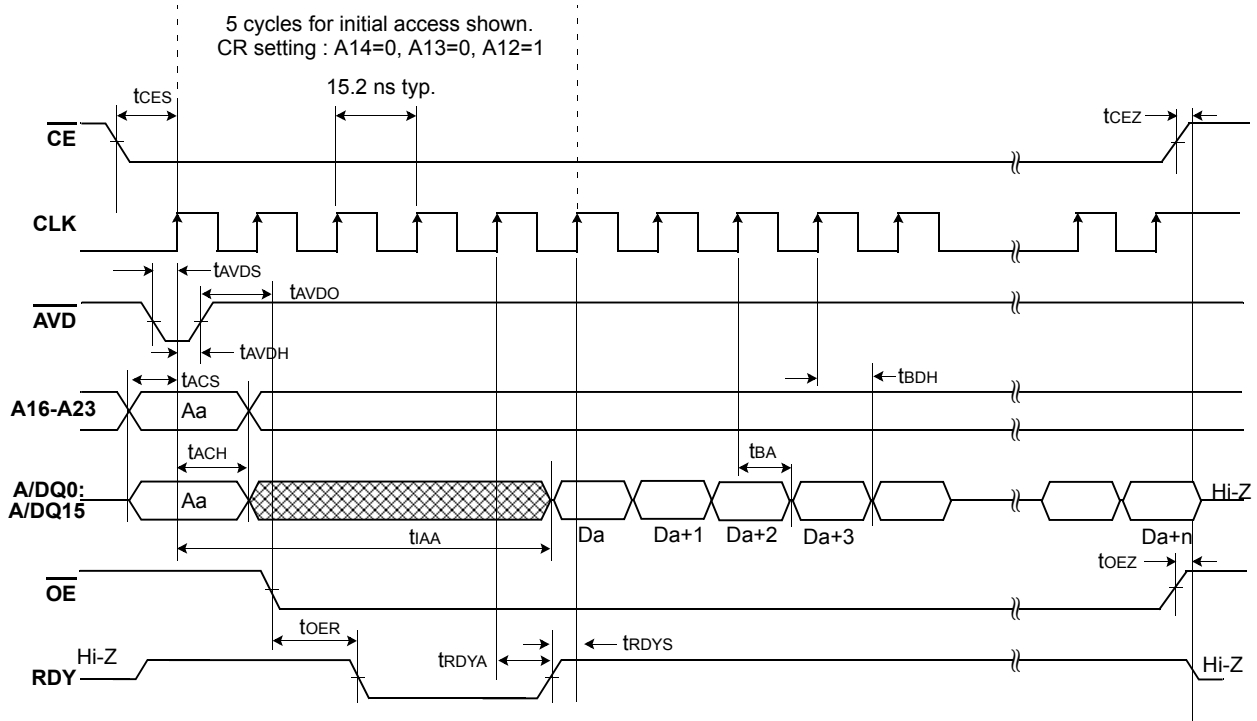 5 cycles for initial access shown.
CR setting : A14=0, A13=0, A12=1
15.2 ns typ.
tCES
tCEZ
CE
CLK
tAVDS
tAVDO
AVD
tAVDH
tACS
tBDH
A16-A23
Aa
tACH
tBA
A/DQ0:
A/DQ15
Aa
Hi-Z
tIAA
Da
Da+1
Da+2
Da+3
Da+n
tOEZ
OE
tOER
tRDYA
tRDYS
Hi-Z
RDY
Hi-Z